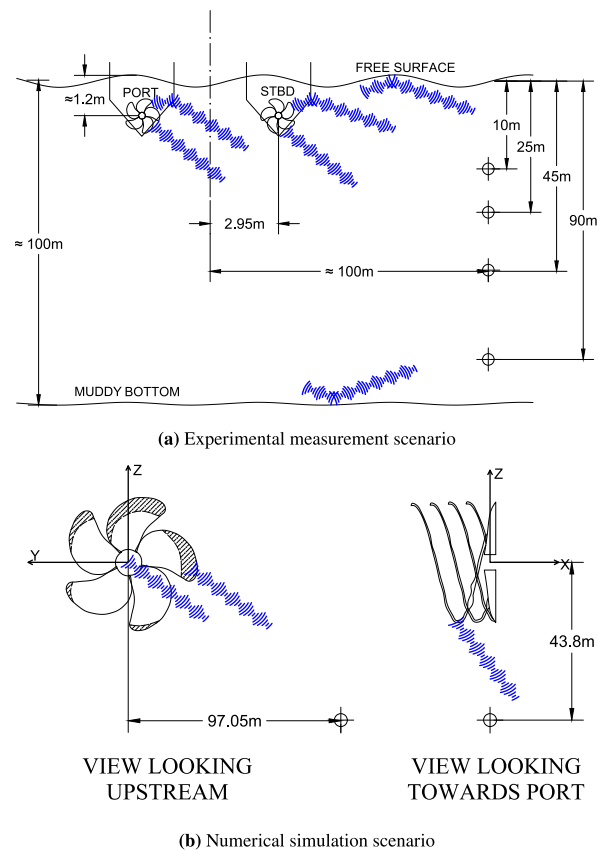 FREE SURFACE
PORT
STBD
≈1.2m
10m
25m
45m
90m
2.95m
≈ 100m
≈ 100m
MUDDY BOTTOM
(a) Experimental measurement scenario
Z
Z
Y
X
43.8m
97.05m
VIEW LOOKING
UPSTREAM
VIEW LOOKING
TOWARDS PORT
(b) Numerical simulation scenario